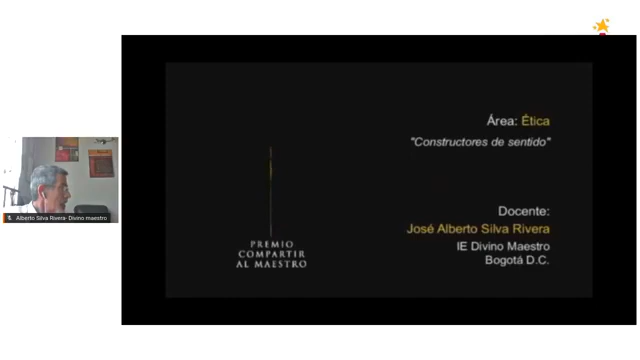 Área: Ética
"Constructores de sentido"
Docente:
José Alberto Silva Rivera
IE Divino Maestro
Bogotá D.C.
PREMIO
COMPARTIR
AL MAESTRO
Alberto Silva Rivera- Divino maestro